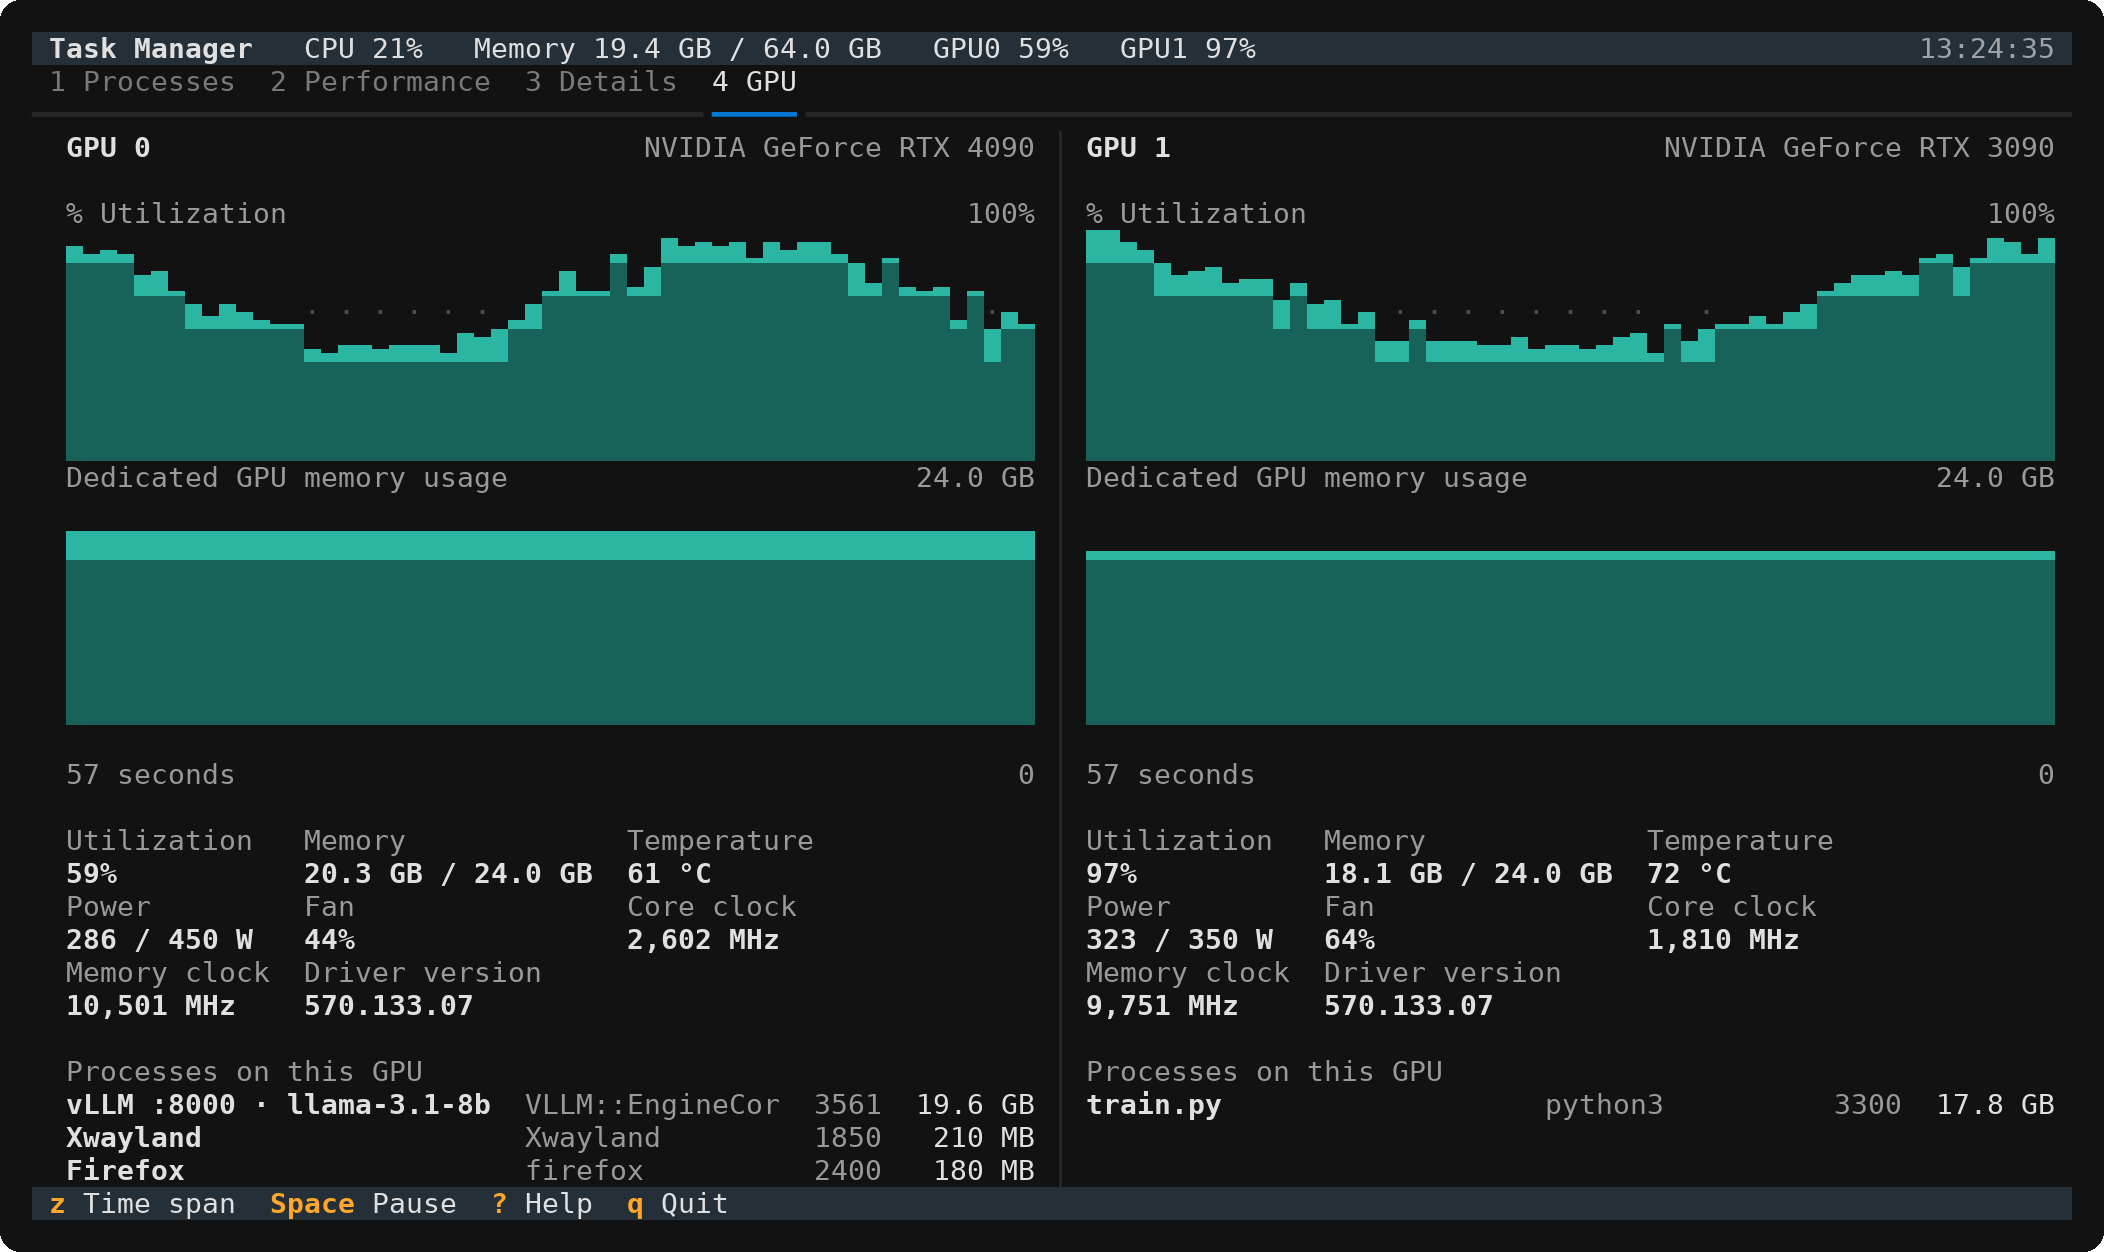 Task Manager CPU 21% Memory 19.4 GB / 64.0 GB GPU0 59% GPU1 97% 13:24:35
1 Processes 2 Performance 3 Details 4 GPU
GPU 0 NVIDIA GeForce RTX 4090
% Utilization 100%
Dedicated GPU memory usage 24.0 GB
57 seconds 0
Utilization Memory Temperature
59% 20.3 GB / 24.0 GB 61 °C
Power Fan Core clock
286 / 450 W 44% 2,602 MHz
Memory clock Driver version
10,501 MHz 570.133.07
Processes on this GPU
vLLM :8000 · llama-3.1-8b VLLM::EngineCor 3561 19.6 GB
Xwayland Xwayland 1850 210 MB
Firefox firefox 2400 180 MB
GPU 1 NVIDIA GeForce RTX 3090
% Utilization 100%
Dedicated GPU memory usage 24.0 GB
57 seconds 0
Utilization Memory Temperature
97% 18.1 GB / 24.0 GB 72 °C
Power Fan Core clock
323 / 350 W 64% 1,810 MHz
Memory clock Driver version
9,751 MHz 570.133.07
Processes on this GPU
train.py python3 3300 17.8 GB
z Time span Space Pause ? Help q Quit